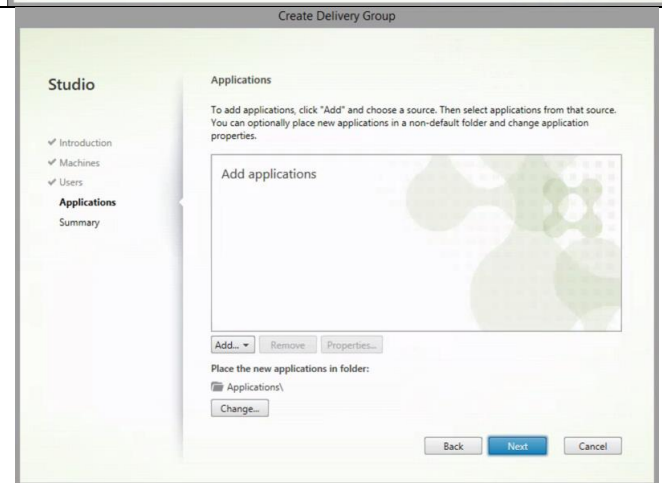 Create Delivery Group
Studio
Introduction
Machines
Users
Applications
Summary
Applications
To add applications, click "Add" and choose a source. Then select applications from that source.
You can optionally place new applications in a non-default folder and change application
properties.
Add applications
Add...
Remove
Properties...
Place the new applications in folder:
Applications\
Change...
Back
Next
Cancel